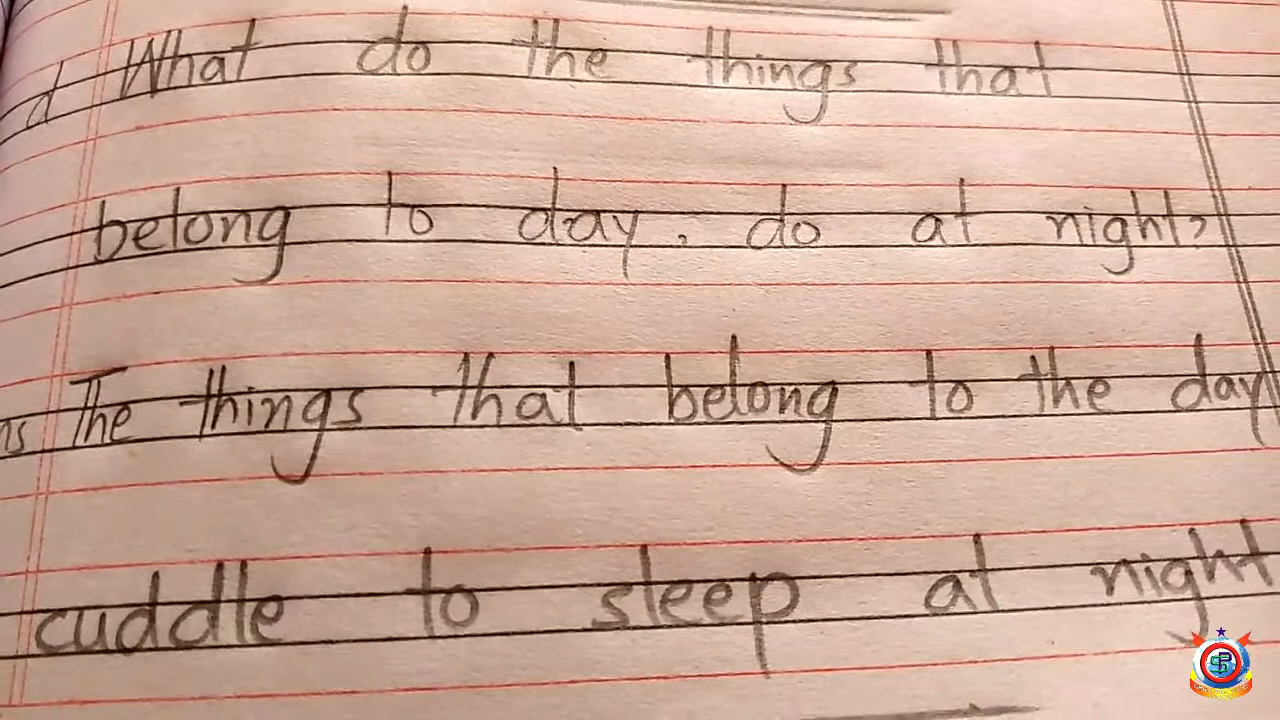 d What do the things that
belong to day. do at night?
ns The things that belong to the day
cuddle to sleep at night